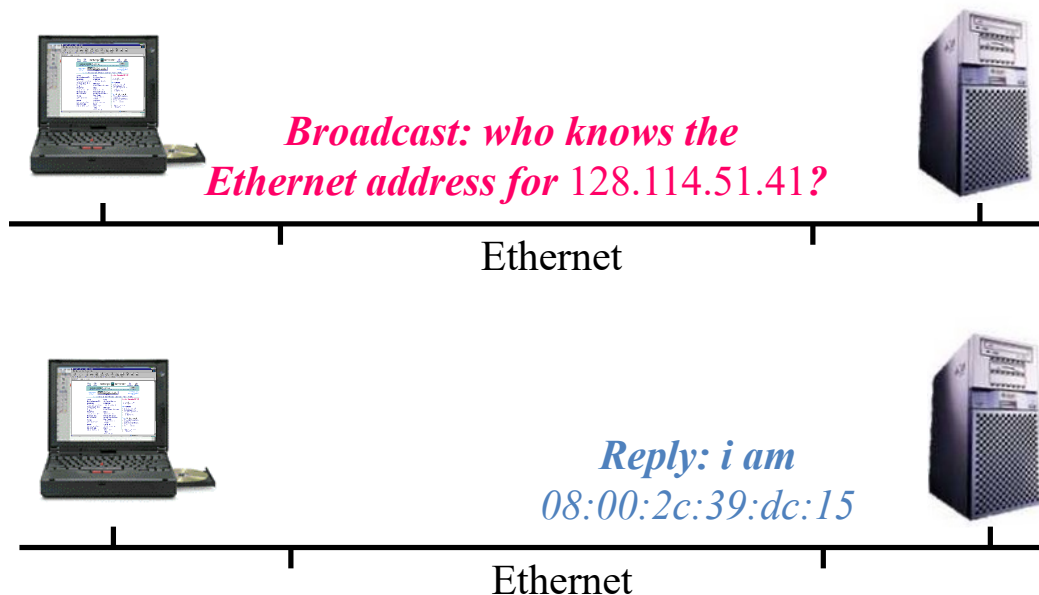 Broadcast: who knows the
Ethernet address for 128.114.51.41?
Ethernet
Reply: i am
08:00:2c:39:dc:15
Ethernet